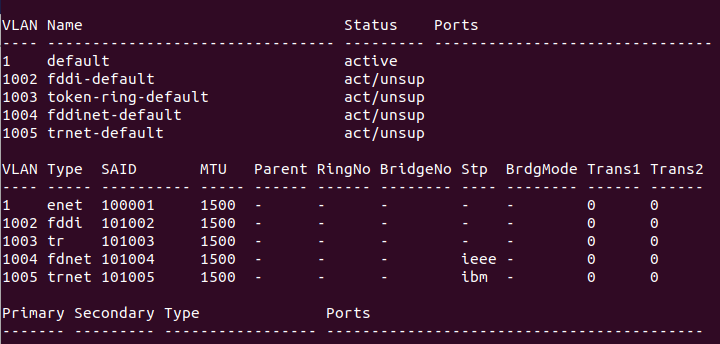 VLAN Name                             Status    Ports
---- -------------------------------- --------- -------------------------------
1    default                          active
1002 fddi-default                     act/unsup
1003 token-ring-default               act/unsup
1004 fddinet-default                  act/unsup
1005 trnet-default                    act/unsup
VLAN Type  SAID       MTU   Parent RingNo BridgeNo Stp  BrdgMode Trans1 Trans2
---- ----- ---------- ----- ------ ------ -------- ---- -------- ------ ------
1    enet  100001     1500  -      -      -        -    -        0      0
1002 fddi  101002     1500  -      -      -        -    -        0      0
1003 tr    101003     1500  -      -      -        -    -        0      0
1004 fdnet 101004     1500  -      -      -        ieee -        0      0
1005 trnet 101005     1500  -      -      -        ibm  -        0      0
Primary Secondary Type              Ports
------- --------- ----------------- ------------------------------------------